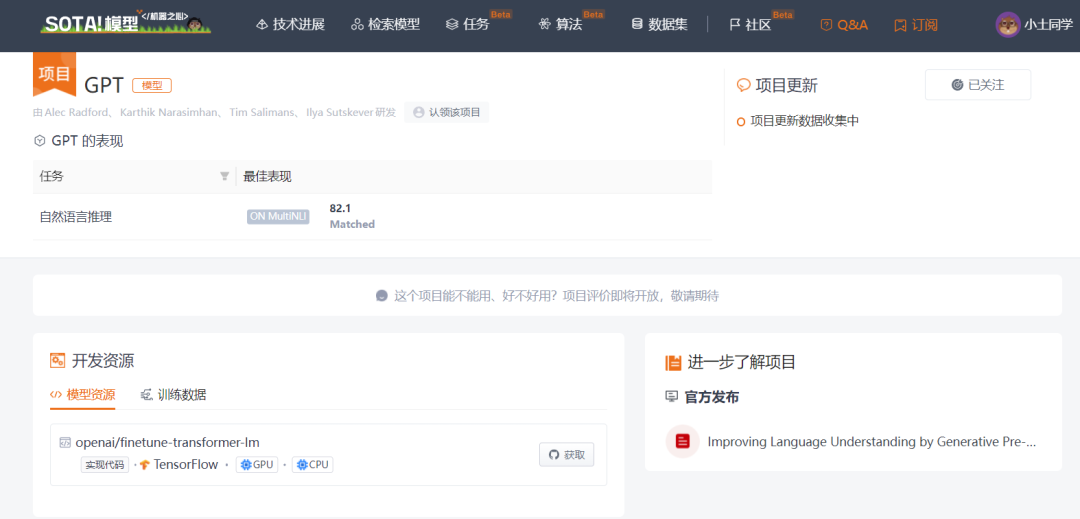 SOTA!模型 </机器之心> 技术进展 检索模型 任务 Beta 算法 Beta 数据集 社区 Beta Q&A 订阅 小土同学
项目 GPT 模型
由 Alec Radford、 Karthik Narasimhan、 Tim Salimans、 Ilya Sutskever 研发 认领该项目
GPT 的表现
任务 最佳表现
自然语言推理 ON MultiNLI 82.1
Matched
项目更新 已关注
项目更新数据收集中
这个项目能不能用、好不好用？项目评价即将开放，敬请期待
开发资源
模型资源 训练数据
openai/finetune-transformer-lm
实现代码 · TensorFlow · GPU · CPU
获取
进一步了解项目
官方发布
Improving Language Understanding by Generative Pre-...